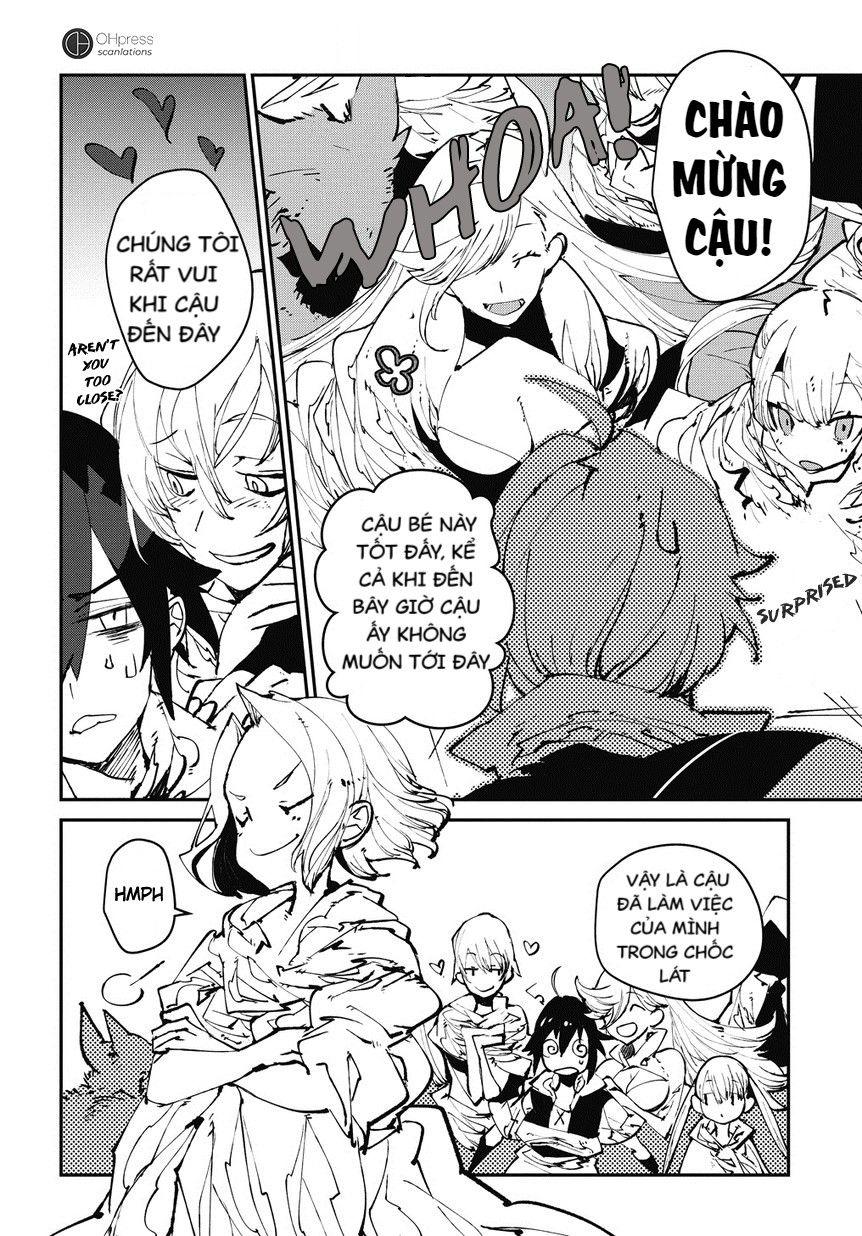 OHpress
scanlations
CHÀO
MỪNG
CẬU!
WHOA!
CHÚNG TÔI
RẤT VUI
KHI CẬU
ĐẾN ĐÂY
AREN'T
YOU
TOO
CLOSE?
CẬU BÉ NÀY
TỐT ĐẤY, KỂ
CẢ KHI ĐẾN
BÂY GIỜ CẬU
ẤY KHÔNG
MUỐN TỚI ĐÂY
SURPRISED
HMPH
VẬY LÀ CẬU
ĐÃ LÀM VIỆC
CỦA MÌNH
TRONG CHỐC
LÁT